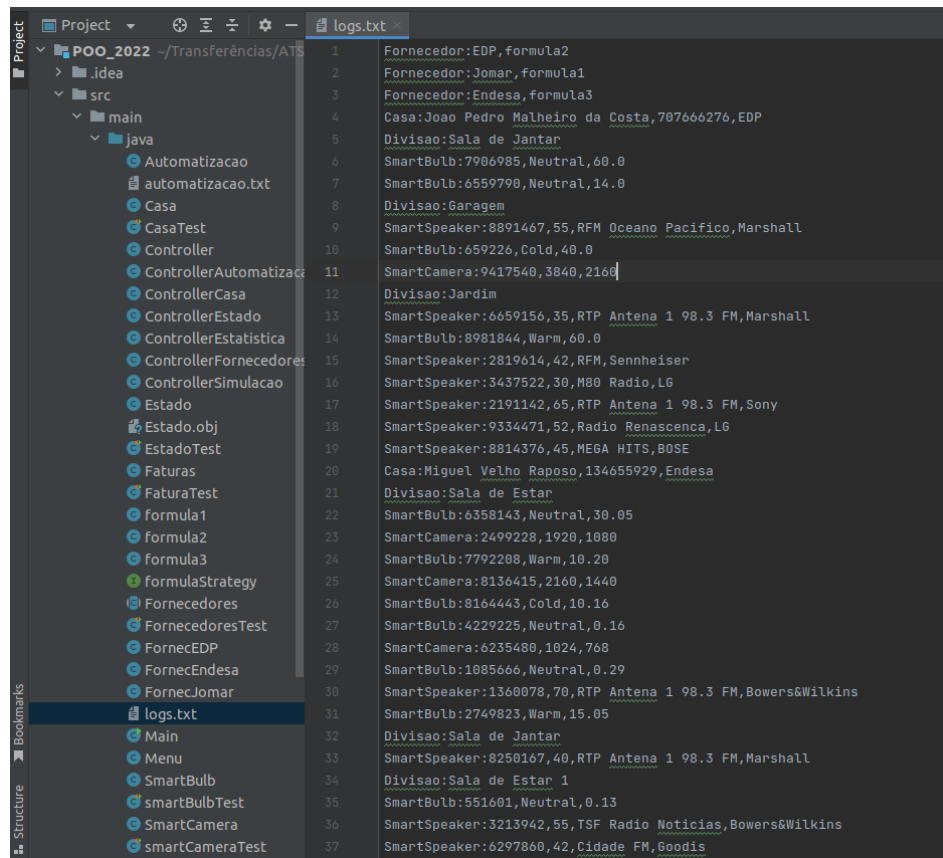 Project
logs.txt
Project
POO_2022 ~/Transferências/ATS
.idea
src
main
java
Automatizacao
automatizacao.txt
Casa
CasaTest
Controller
ControllerAutomatizaca
ControllerCasa
ControllerEstado
ControllerEstatistica
ControllerFornecedores
ControllerSimulacao
Estado
Estado.obj
EstadoTest
Faturas
FaturaTest
formula1
formula2
formula3
formulaStrategy
Fornecedores
FornecedoresTest
FornecEDP
FornecEndesa
FornecJomar
logs.txt
Main
Menu
SmartBulb
smartBulbTest
SmartCamera
smartCameraTest
Bookmarks
Structure
1 Fornecedor:EDP,formula2
2 Fornecedor:Jomar,formula1
3 Fornecedor:Endesa,formula3
4 Casa:Joao Pedro Malheiro da Costa,707666276,EDP
5 Divisao:Sala de Jantar
6 SmartBulb:7906985,Neutral,60.0
7 SmartBulb:6559790,Neutral,14.0
8 Divisao:Garagem
9 SmartSpeaker:8891467,55,RFM Oceano Pacifico,Marshall
10 SmartBulb:659226,Cold,40.0
11 SmartCamera:9417540,3840,2160
12 Divisao:Jardim
13 SmartSpeaker:6659156,35,RTP Antena 1 98.3 FM,Marshall
14 SmartBulb:8981844,Warm,60.0
15 SmartSpeaker:2819614,42,RFM,Sennheiser
16 SmartSpeaker:3437522,30,M80 Radio,LG
17 SmartSpeaker:2191142,65,RTP Antena 1 98.3 FM,Sony
18 SmartSpeaker:9334471,52,Radio Renascenca,LG
19 SmartSpeaker:8814376,45,MEGA HITS,BOSE
20 Casa:Miguel Velho Raposo,134655929,Endesa
21 Divisao:Sala de Estar
22 SmartBulb:6358143,Neutral,30.05
23 SmartCamera:2499228,1920,1080
24 SmartBulb:7792208,Warm,10.20
25 SmartCamera:8136415,2160,1440
26 SmartBulb:8164443,Cold,10.16
27 SmartBulb:4229225,Neutral,0.16
28 SmartCamera:6235480,1024,768
29 SmartBulb:1085666,Neutral,0.29
30 SmartSpeaker:1360078,70,RTP Antena 1 98.3 FM,Bowers&Wilkins
31 SmartBulb:2749823,Warm,15.05
32 Divisao:Sala de Jantar
33 SmartSpeaker:8250167,40,RTP Antena 1 98.3 FM,Marshall
34 Divisao:Sala de Estar 1
35 SmartBulb:551601,Neutral,0.13
36 SmartSpeaker:3213942,55,TSF Radio Noticias,Bowers&Wilkins
37 SmartSpeaker:6297860,42,Cidade FM,Goodis